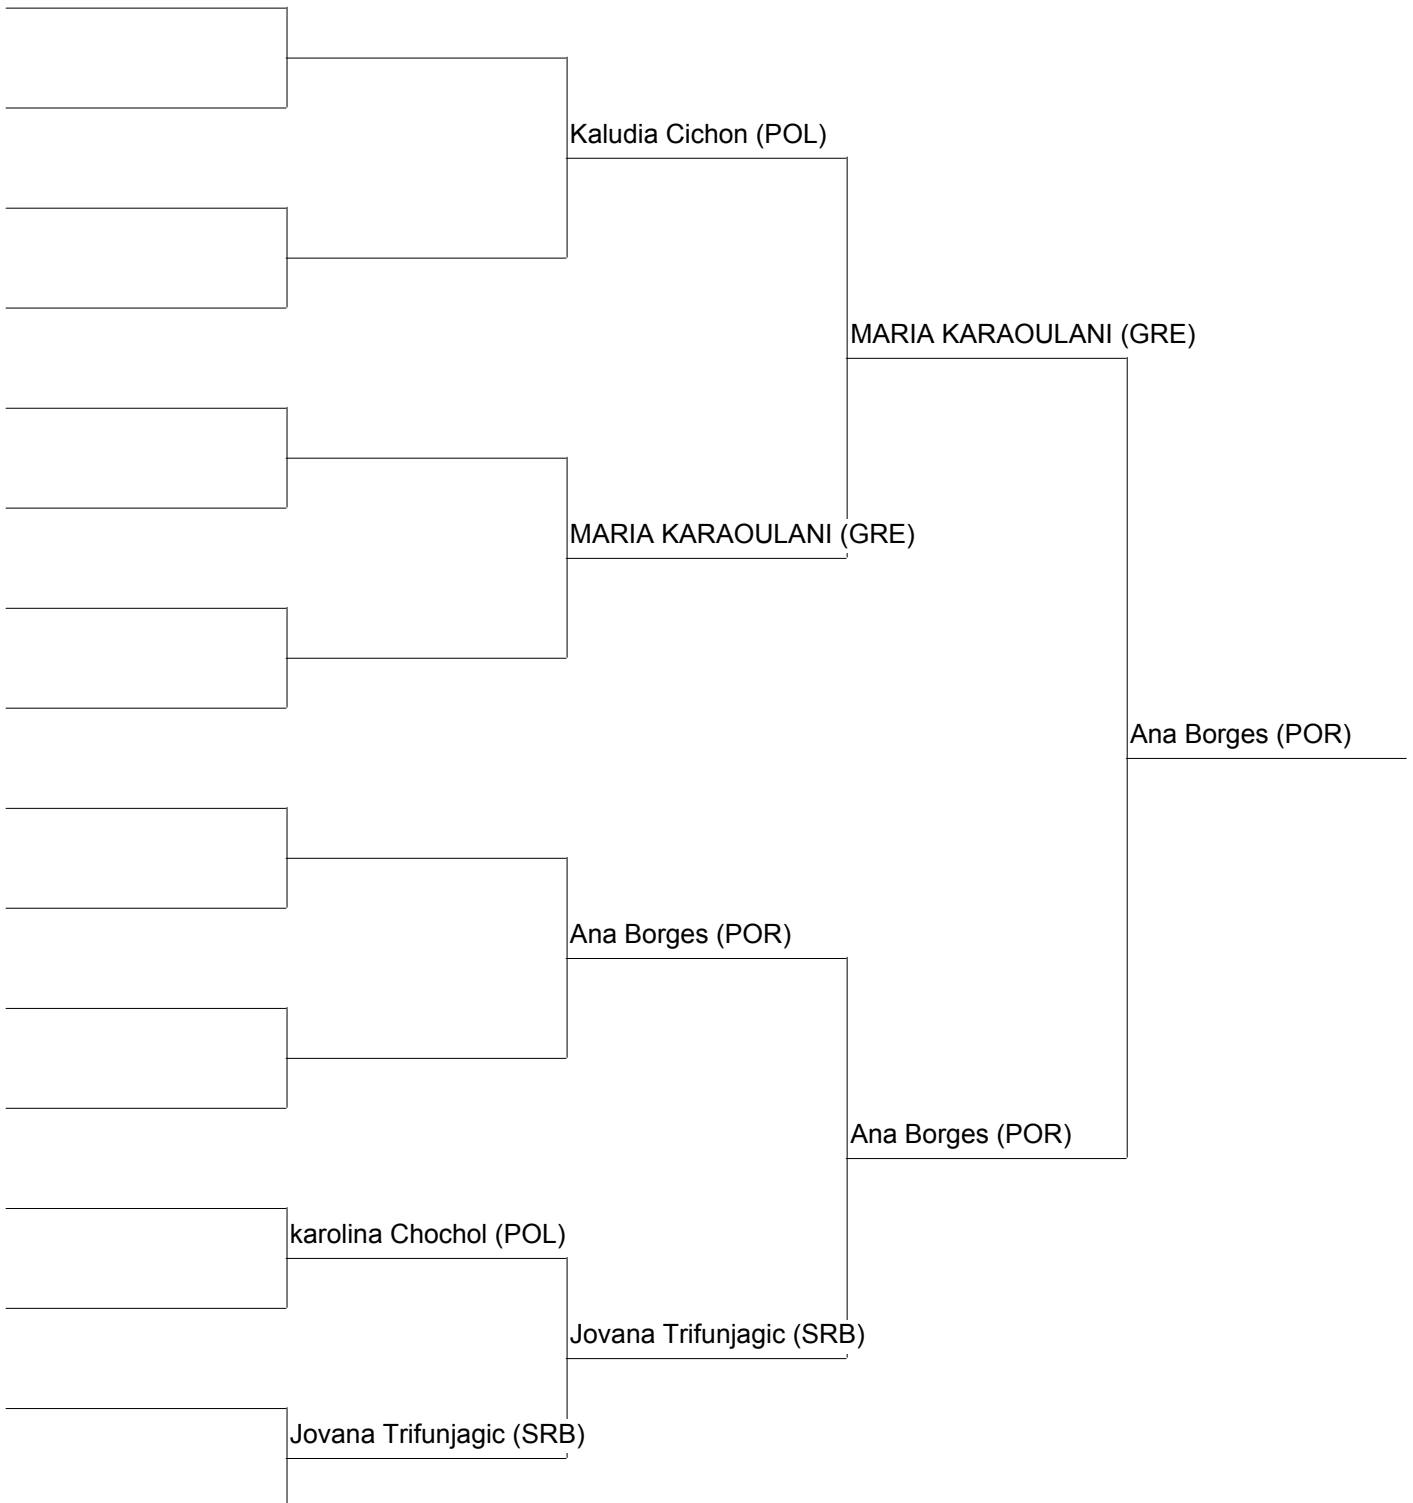 Kaludia Cichon (POL)
MARIA KARAOULANI (GRE)
MARIA KARAOULANI (GRE)
Ana Borges (POR)
Ana Borges (POR)
Ana Borges (POR)
karolina Chochol (POL)
Jovana Trifunjagic (SRB)
Jovana Trifunjagic (SRB)